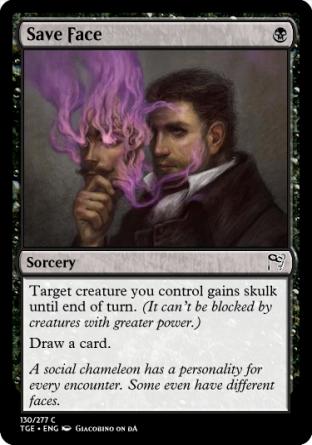 Save Face
Sorcery
Target creature you control gains skulk
until end of turn. (It can't be blocked by
creatures with greater power.)
Draw a card.
A social chameleon has a personality for
every encounter. Some even have different
faces.
130/277 C
TGE • ENG Giacobino on dA